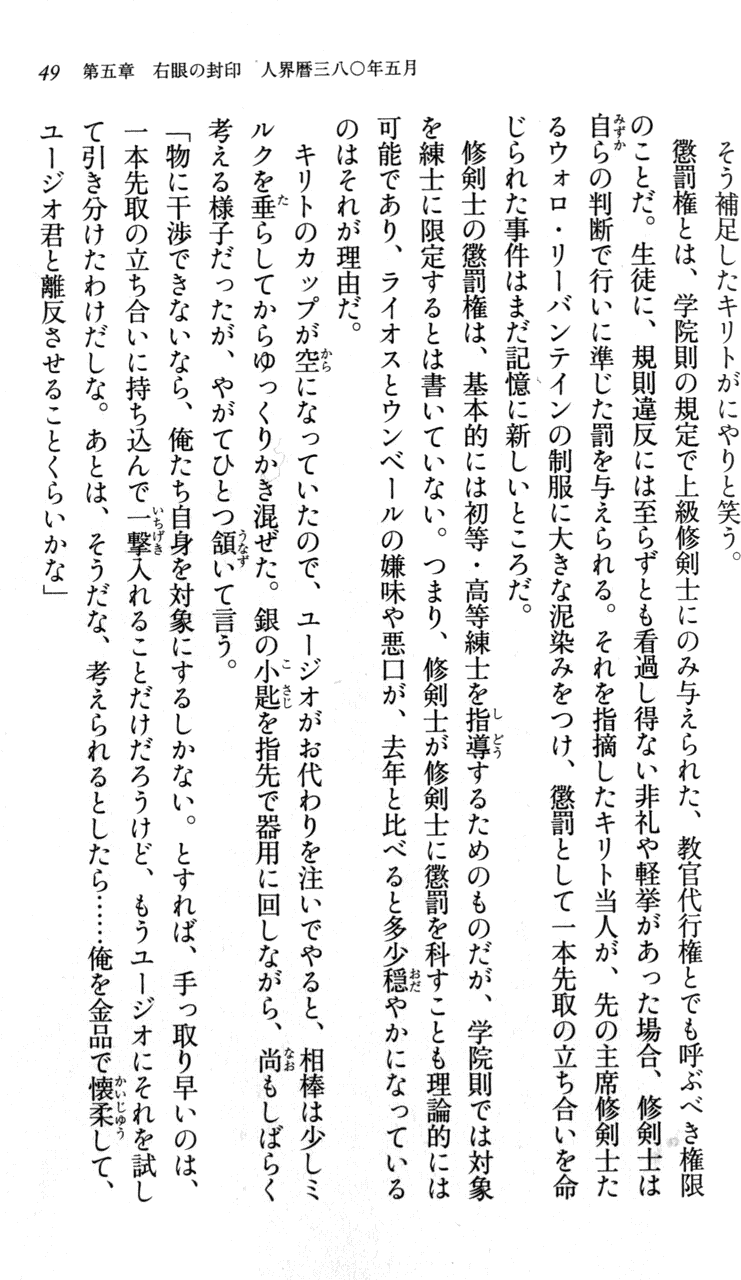 49　第五章　右眼の封印　人界暦三八〇年五月
そう補足したキリトがにやりと笑う。
懲罰権とは、学院則の規定で上級修剣士にのみ与えられた、教官代行権とでも呼ぶべき権限
のことだ。生徒に、規則違反には至らずとも看過し得ない非礼や軽挙があった場合、修剣士は
自らの判断で行いに準じた罰を与えられる。それを指摘したキリト当人が、先の主席修剣士た
るウォロ・リーバンテインの制服に大きな泥染みをつけ、懲罰として一本先取の立ち合いを命
じられた事件はまだ記憶に新しいところだ。
修剣士の懲罰権は、基本的には初等・高等練士を指導するためのものだが、学院則では対象
を練士に限定するとは書いていない。つまり、修剣士が修剣士に懲罰を科すことも理論的には
可能であり、ライオスとウンベールの嫌味や悪口が、去年と比べると多少穏やかになっている
のはそれが理由だ。
キリトのカップが空になっていたので、ユージオがお代わりを注いでやると、相棒は少しミ
ルクを垂らしてからゆっくりかき混ぜた。銀の小匙を指先で器用に回しながら、尚もしばらく
考える様子だったが、やがてひとつ頷いて言う。
「物に干渉できないなら、俺たち自身を対象にするしかない。とすれば、手っ取り早いのは、
一本先取の立ち合いに持ち込んで一撃入れることだけだろうけど、もうユージオにそれを試し
て引き分けたわけだしな。あとは、そうだな、考えられるとしたら……俺を金品で懐柔して、
ユージオ君と離反させることくらいかな」